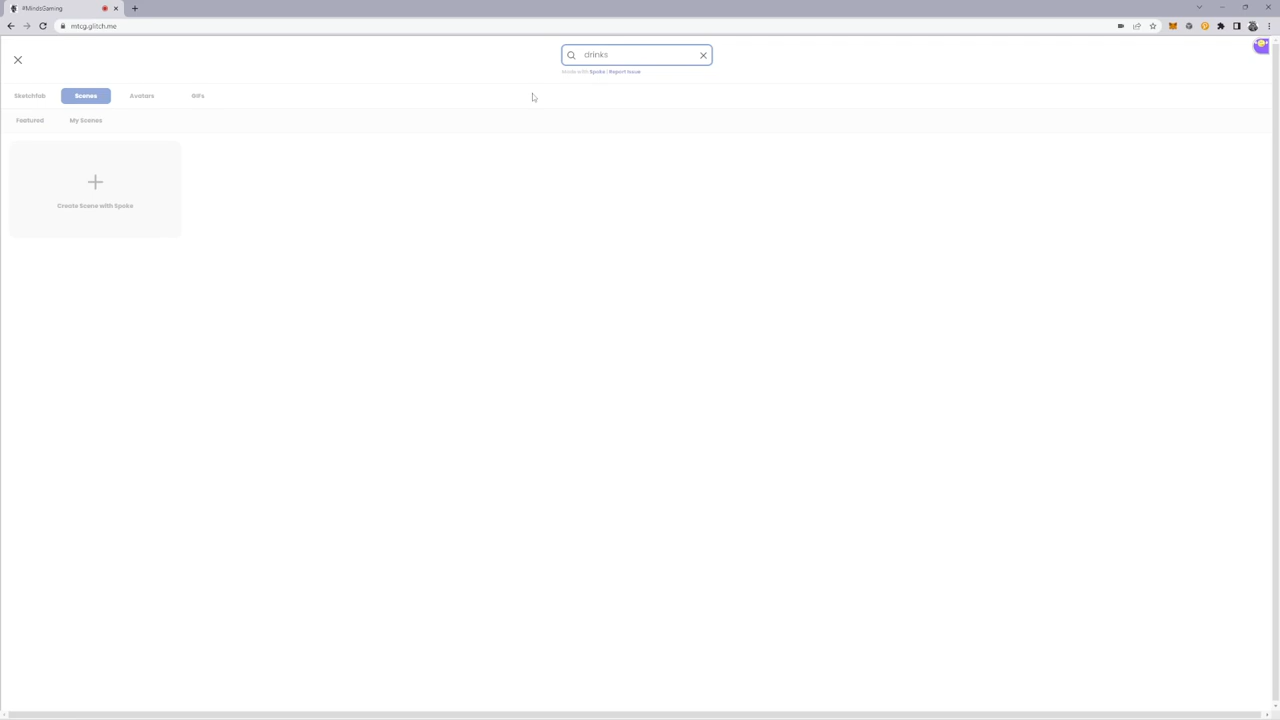 #MindsGaming
mtcg.glitch.me
drinks
Made with Spoke | Report Issue
Sketchfab Scenes Avatars GIFs
Featured My Scenes
Create Scene with Spoke